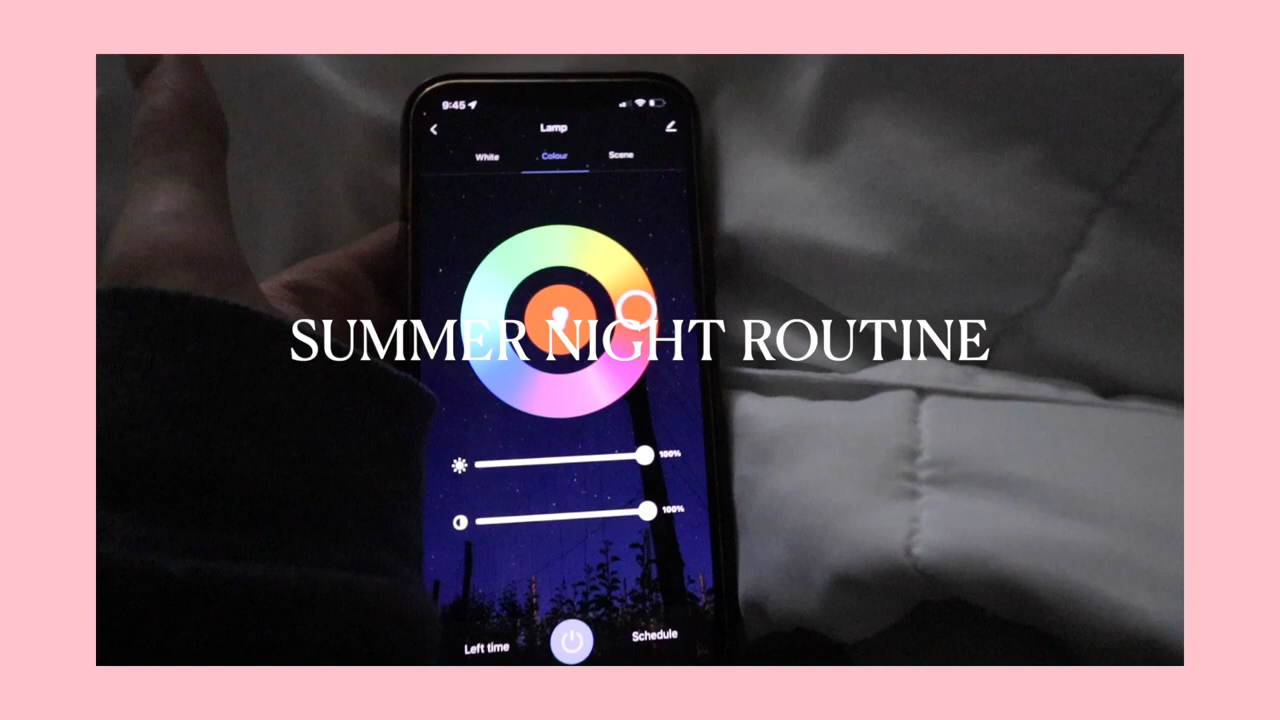 9:45
Lamp
White Colour Scene
SUMMER NIGHT ROUTINE
100%
100%
Left time Schedule